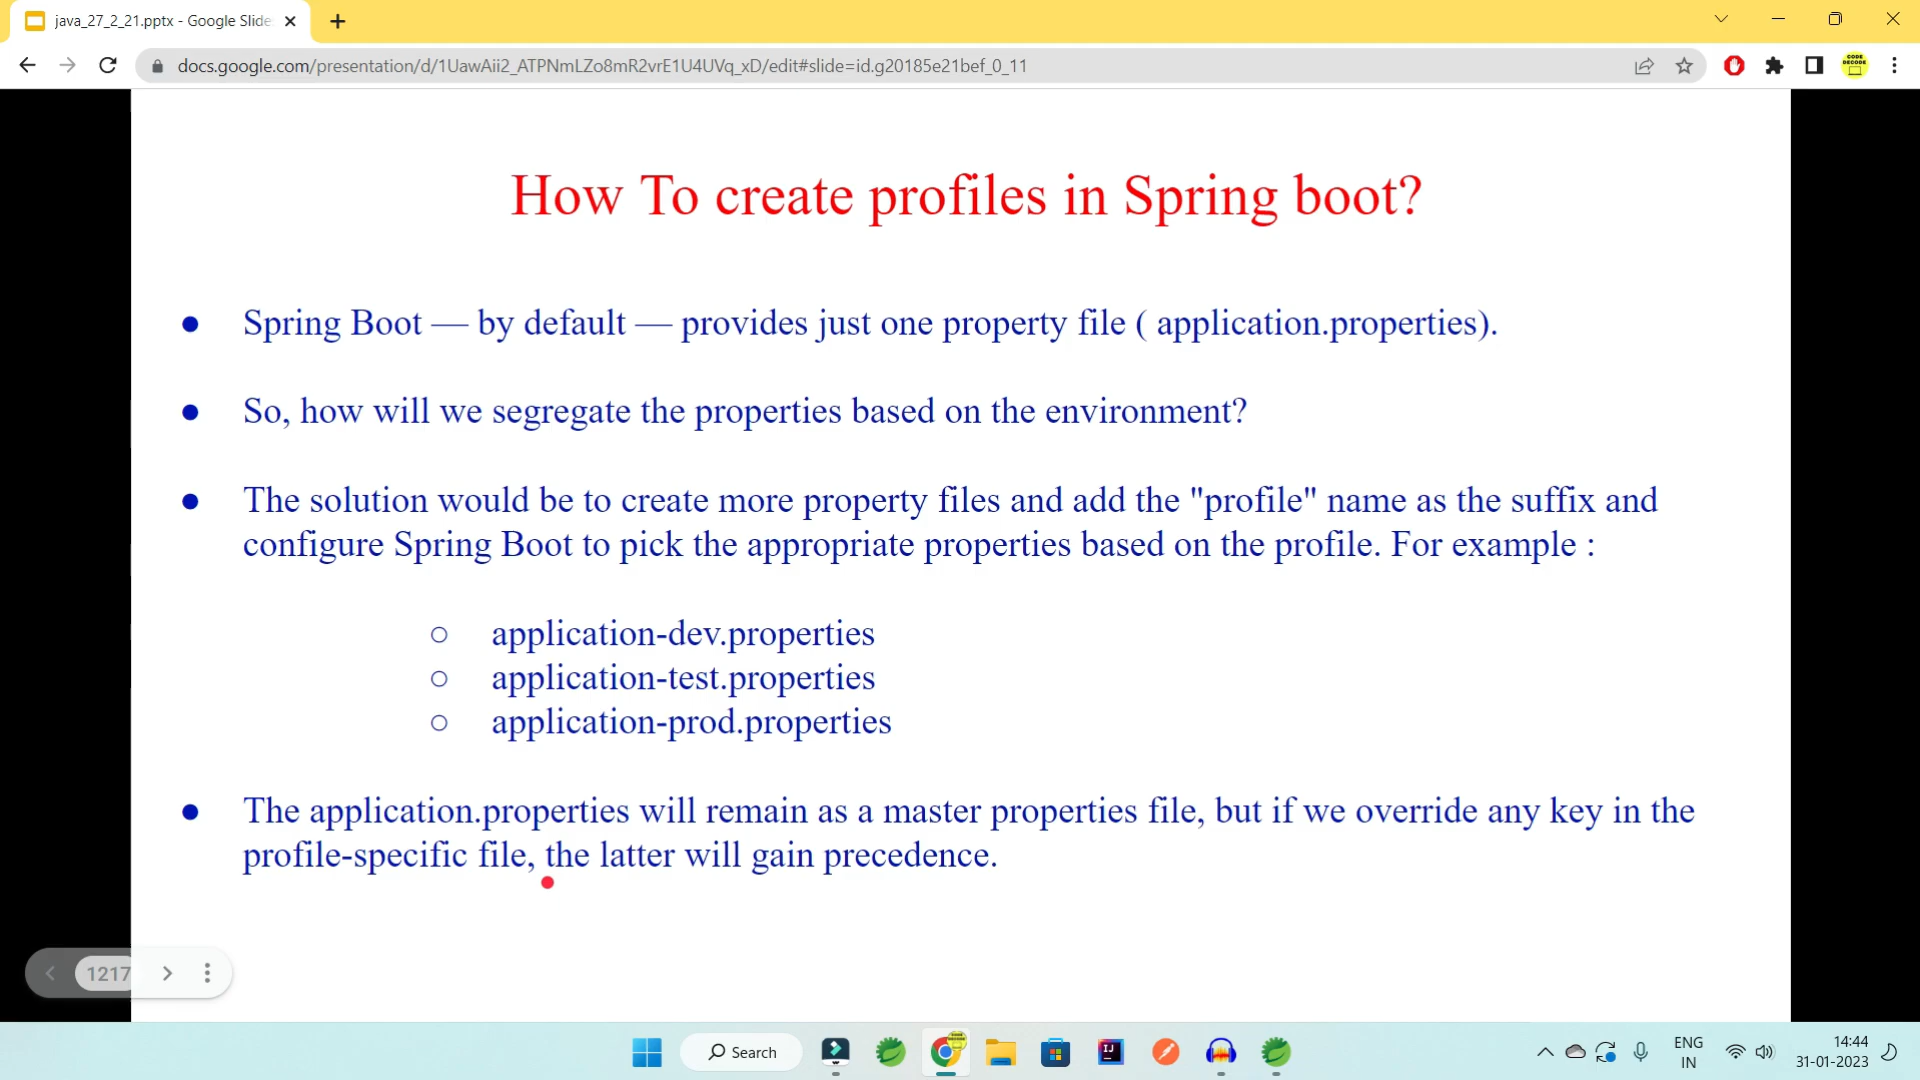 java_27_2_21.pptx - Google Slide
docs.google.com/presentation/d/1UawAii2_ATPNmLZo8mR2vrE1U4UVq_xD/edit#slide=id.g20185e21bef_0_11
CODE
DECODE
How To create profiles in Spring boot?
● Spring Boot — by default — provides just one property file ( application.properties).
● So, how will we segregate the properties based on the environment?
● The solution would be to create more property files and add the "profile" name as the suffix and
configure Spring Boot to pick the appropriate properties based on the profile. For example :
○ application-dev.properties
○ application-test.properties
○ application-prod.properties
● The application.properties will remain as a master properties file, but if we override any key in the
profile-specific file, the latter will gain precedence.
1217
Search
IJ
ENG
IN
14:44
31-01-2023